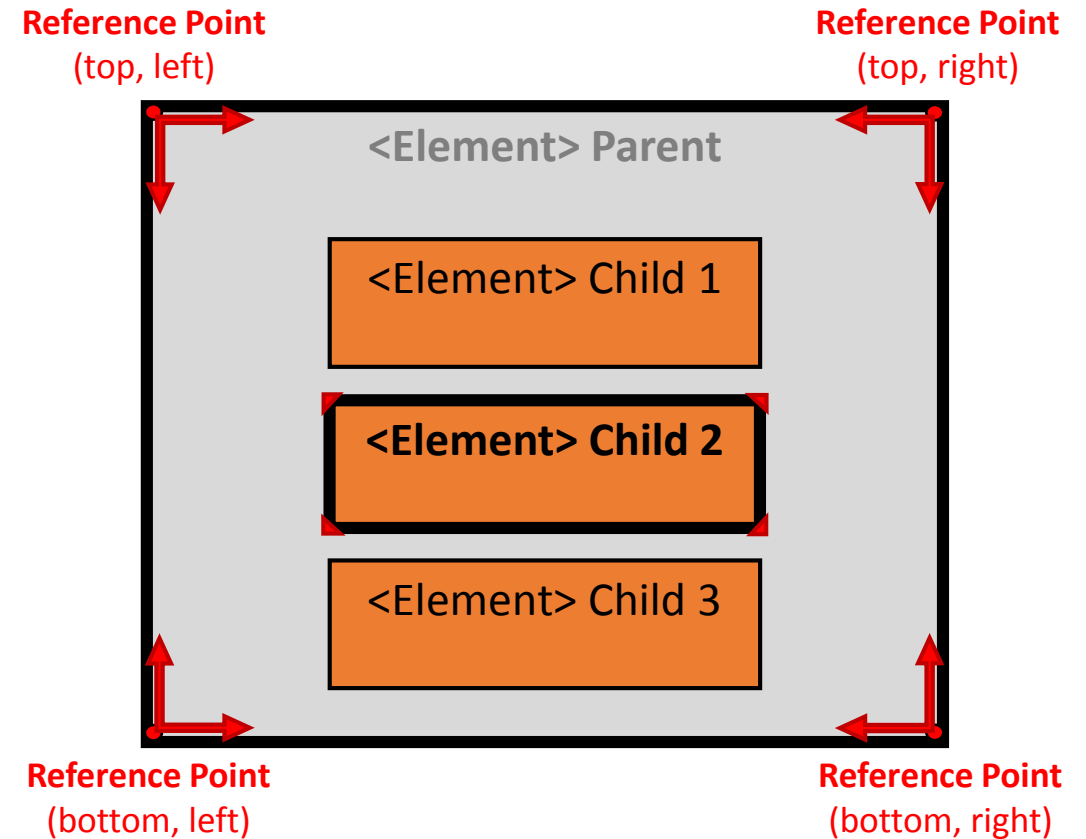 Reference Point
(top, left)
Reference Point
(top, right)
<Element> Parent
<Element> Child 1
<Element> Child 2
<Element> Child 3
Reference Point
(bottom, left)
Reference Point
(bottom, right)